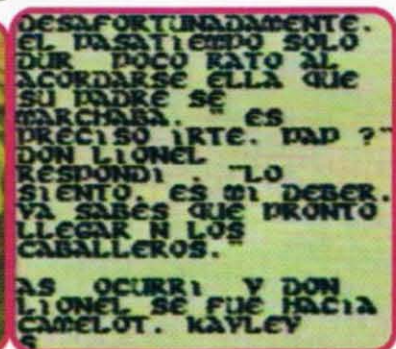 DESAFORTUNADAMENTE.
EL PASATIEMPO SOLO
DUR POCO RATO AL
ACORDARSE ELLA QUE
SU PADRE SE
MARCHABA. " ES
PRECISO IRTE. PAP ?"
DON LIONEL
RESPONDI . "LO
SIENTO. ES MI DEBER.
YA SABES QUE PRONTO
LLEGAR N LOS
CABALLEROS."
AS OCURRI Y DON
LIONEL SE FUE HACIA
CAMELOT. KAYLEY
S